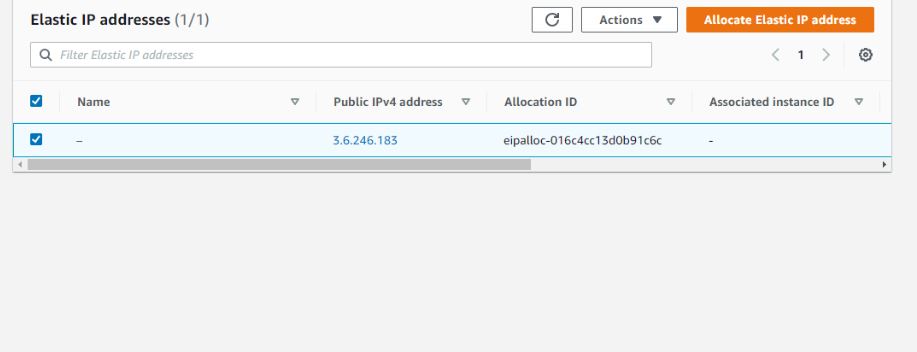 Elastic IP addresses (1/1)
Actions
Allocate Elastic IP address
Filter Elastic IP addresses
1
Name Public IPv4 address Allocation ID Associated instance ID
– 3.6.246.183 eipalloc-016c4cc13d0b91c6c -